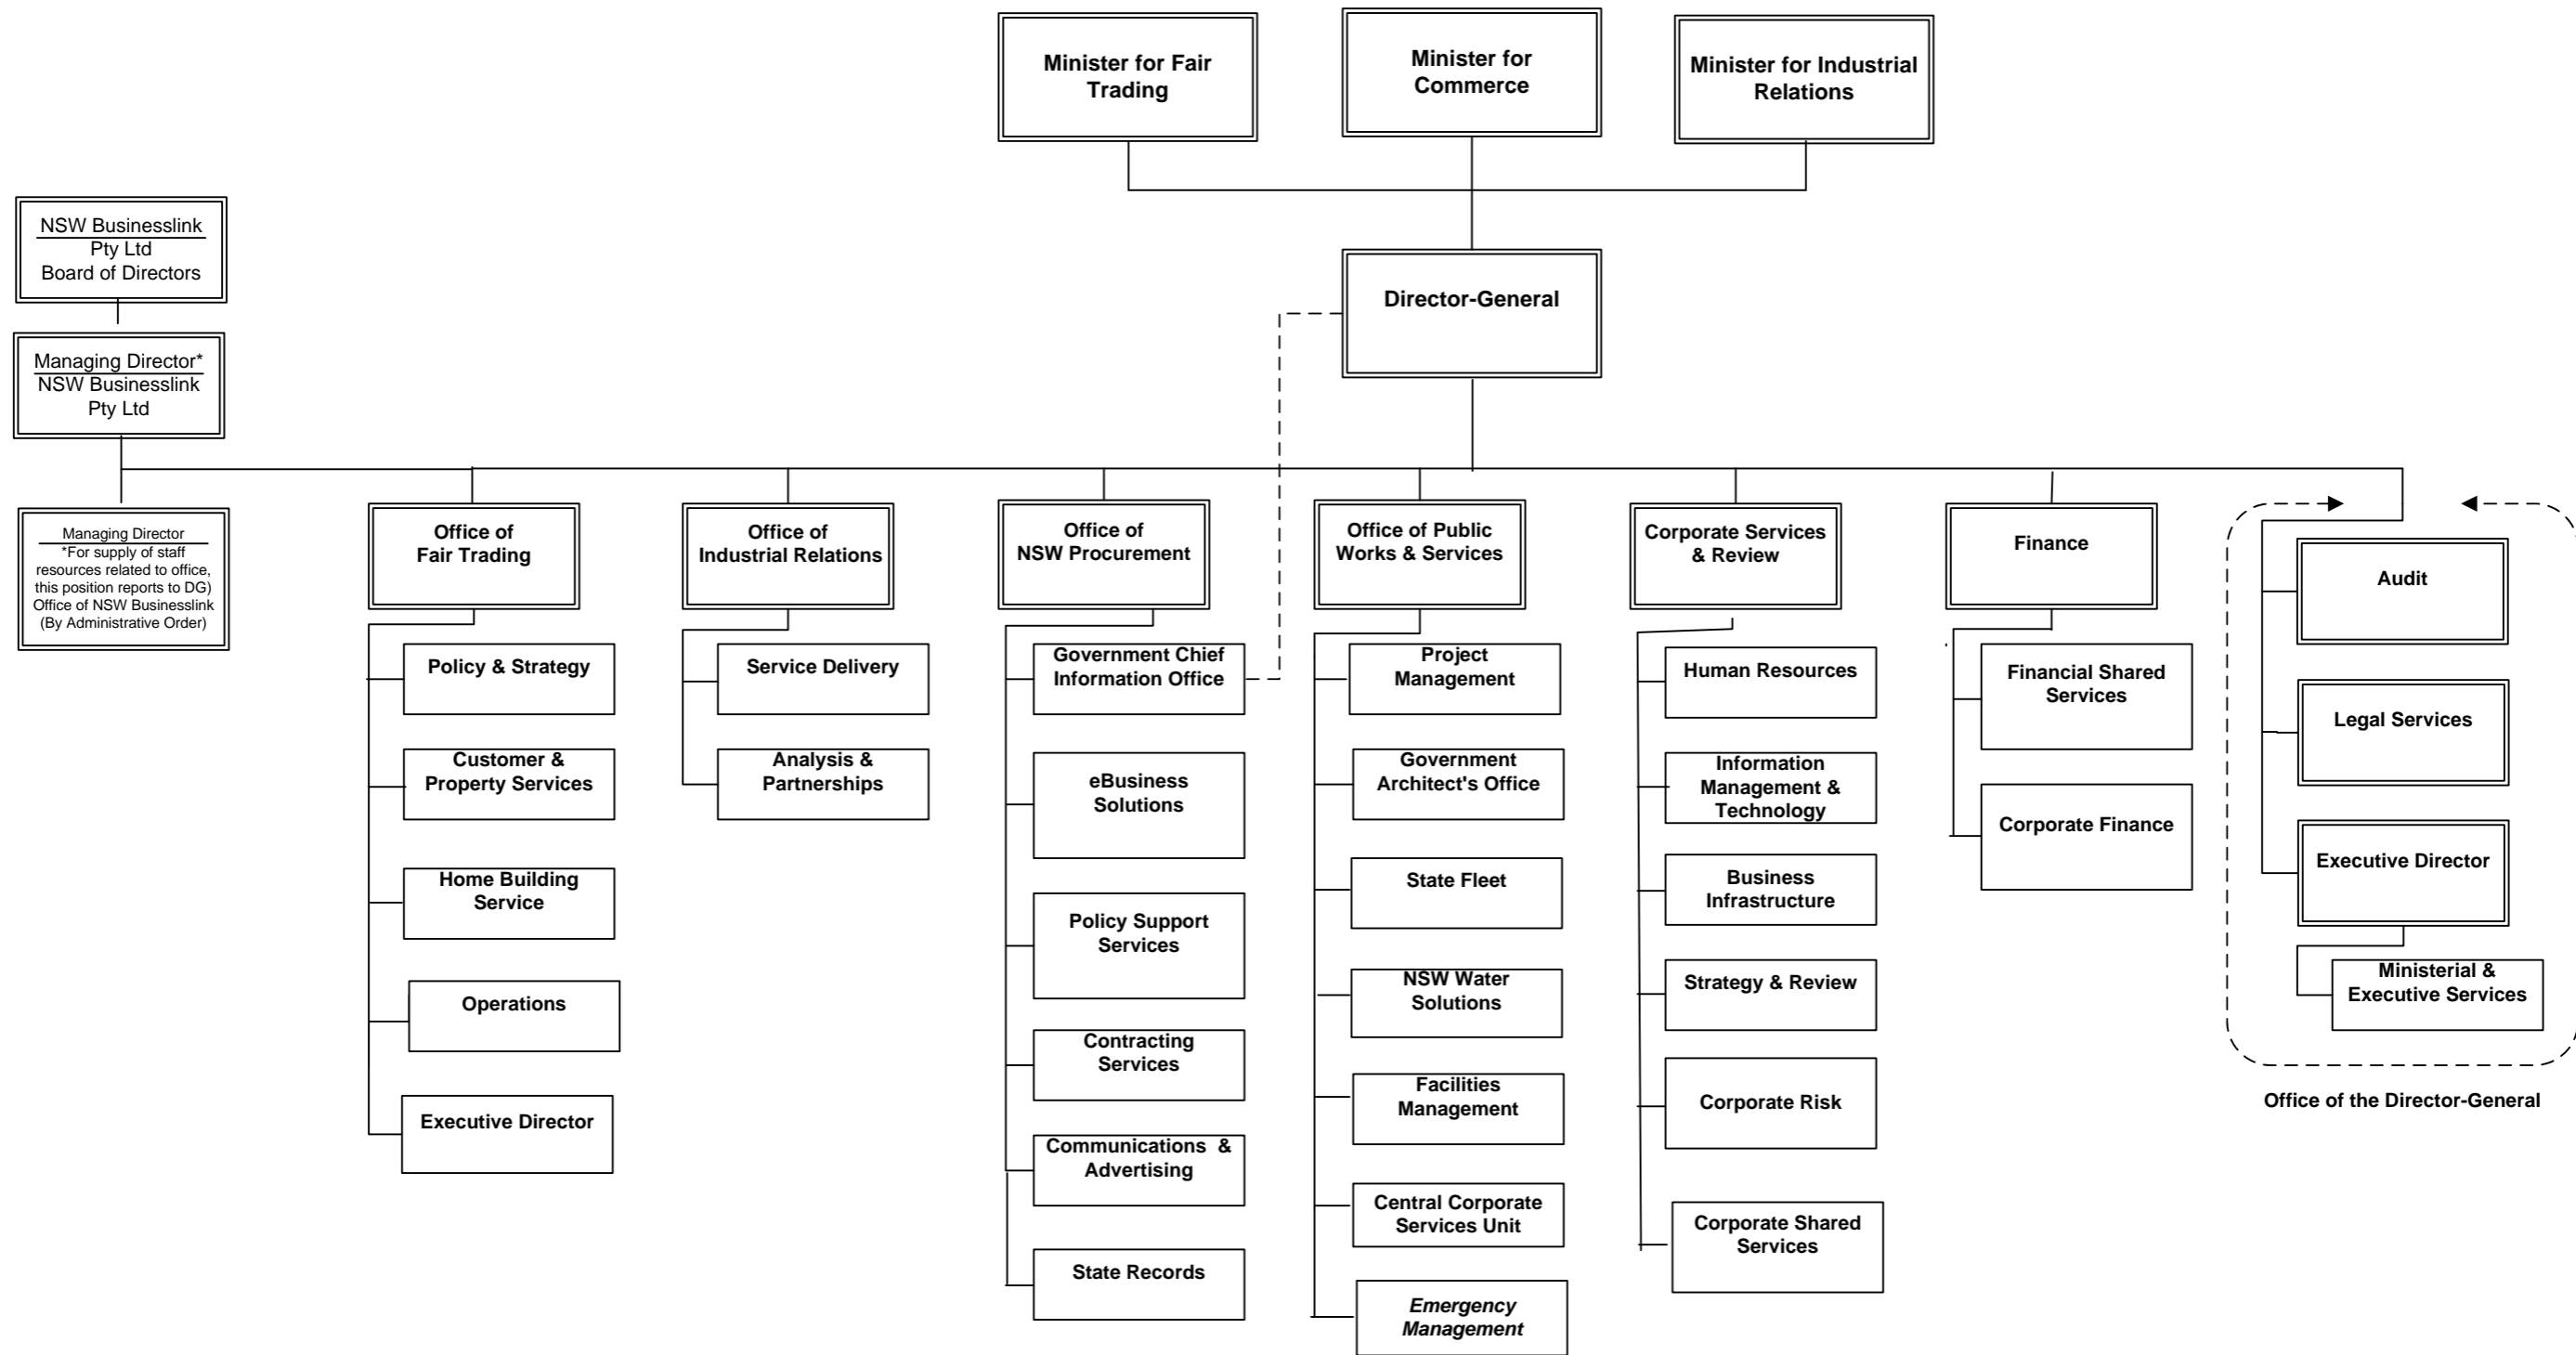 Minister for Fair
Trading
Minister for
Commerce
Minister for Industrial
Relations
NSW Businesslink
Pty Ltd
Board of Directors
Director-General
Managing Director*
NSW Businesslink
Pty Ltd
Managing Director
*For supply of staff
resources related to office,
this position reports to DG)
Office of NSW Businesslink
(By Administrative Order)
Office of
Fair Trading
Policy & Strategy
Customer &
Property Services
Home Building
Service
Operations
Executive Director
Office of
Industrial Relations
Service Delivery
Analysis &
Partnerships
Office of
NSW Procurement
Government Chief
Information Office
eBusiness
Solutions
Policy Support
Services
Contracting
Services
Communications &
Advertising
State Records
Office of Public
Works & Services
Project
Management
Government
Architect's Office
State Fleet
NSW Water
Solutions
Facilities
Management
Central Corporate
Services Unit
Emergency
Management
Corporate Services
& Review
Human Resources
Information
Management &
Technology
Business
Infrastructure
Strategy & Review
Corporate Risk
Corporate Shared
Services
Finance
Financial Shared
Services
Corporate Finance
Audit
Legal Services
Executive Director
Ministerial &
Executive Services
Office of the Director-General